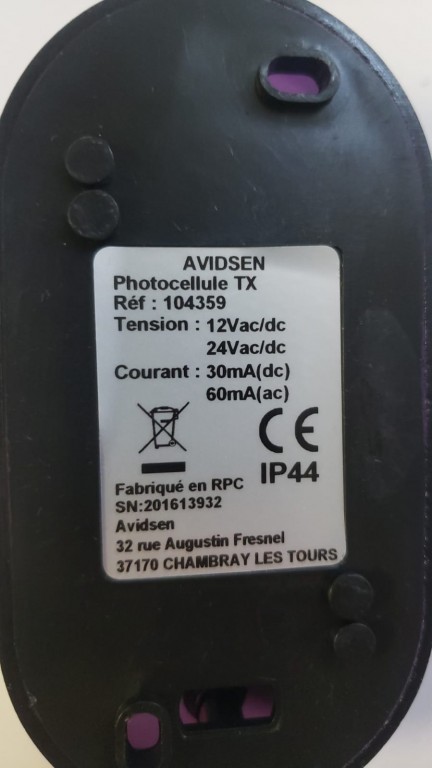 AVIDSEN
Photocellule TX
Réf : 104359
Tension : 12Vac/dc
24Vac/dc
Courant : 30mA(dc)
60mA(ac)
CE
IP44
Fabriqué en RPC
SN:201613932
Avidsen
32 rue Augustin Fresnel
37170 CHAMBRAY LES TOURS